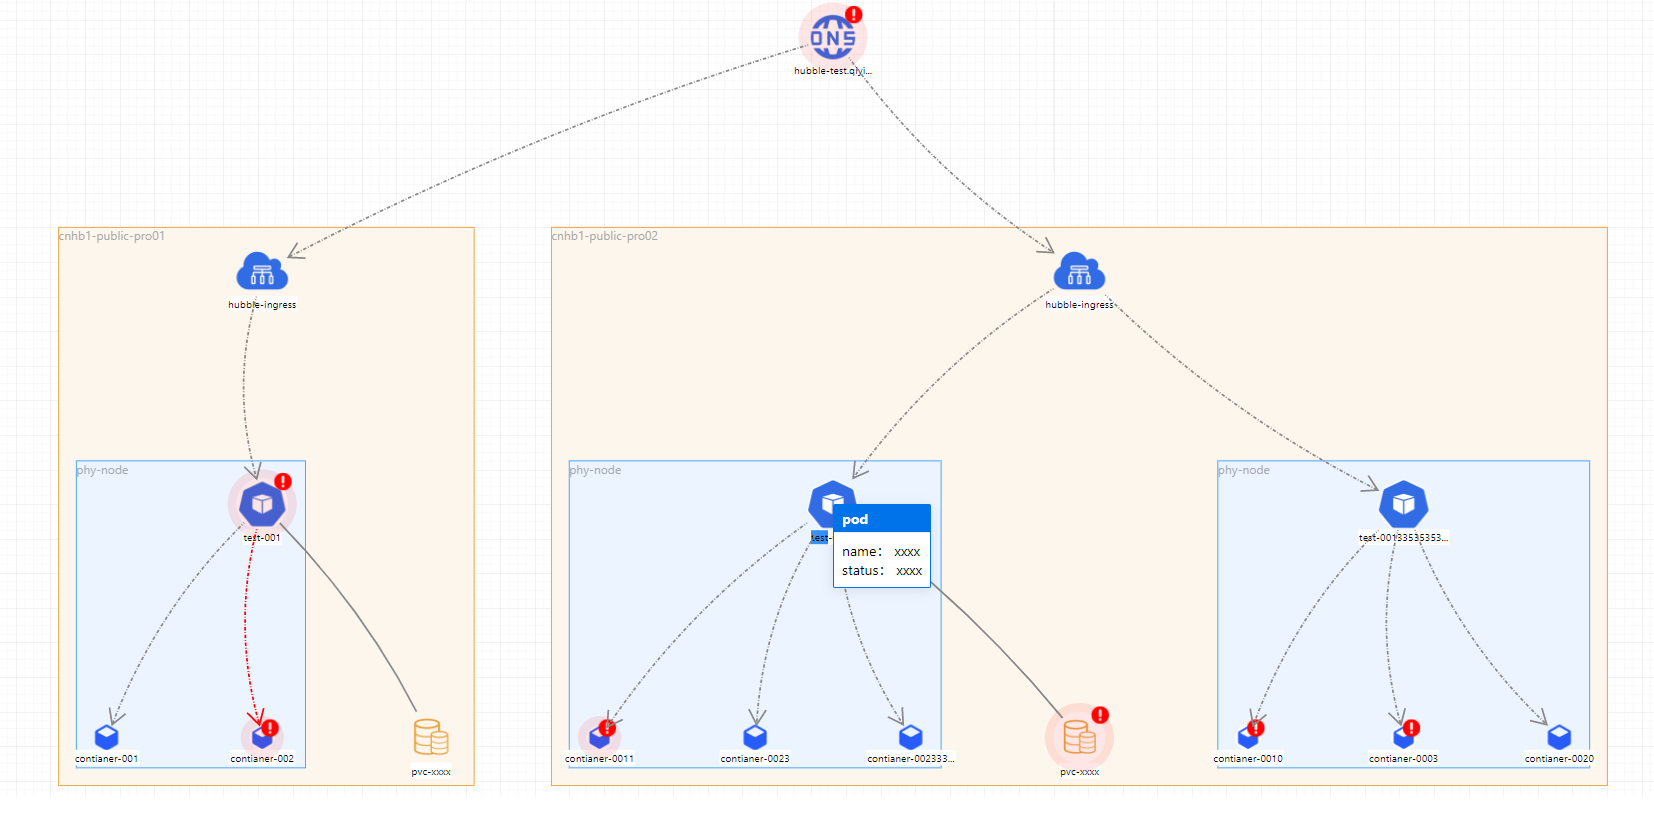 DNS
hubble-test.qiyi...
cnhb1-public-pro01
cnhb1-public-pro02
hubble-ingress
hubble-ingress
phy-node
phy-node
phy-node
test-001
test-
pod
name: xxxx
status: xxxx
test-00133535353...
contianer-001
contianer-002
pvc-xxxx
contianer-0011
contianer-0023
contianer-002333...
pvc-xxxx
contianer-0010
contianer-0003
contianer-0020